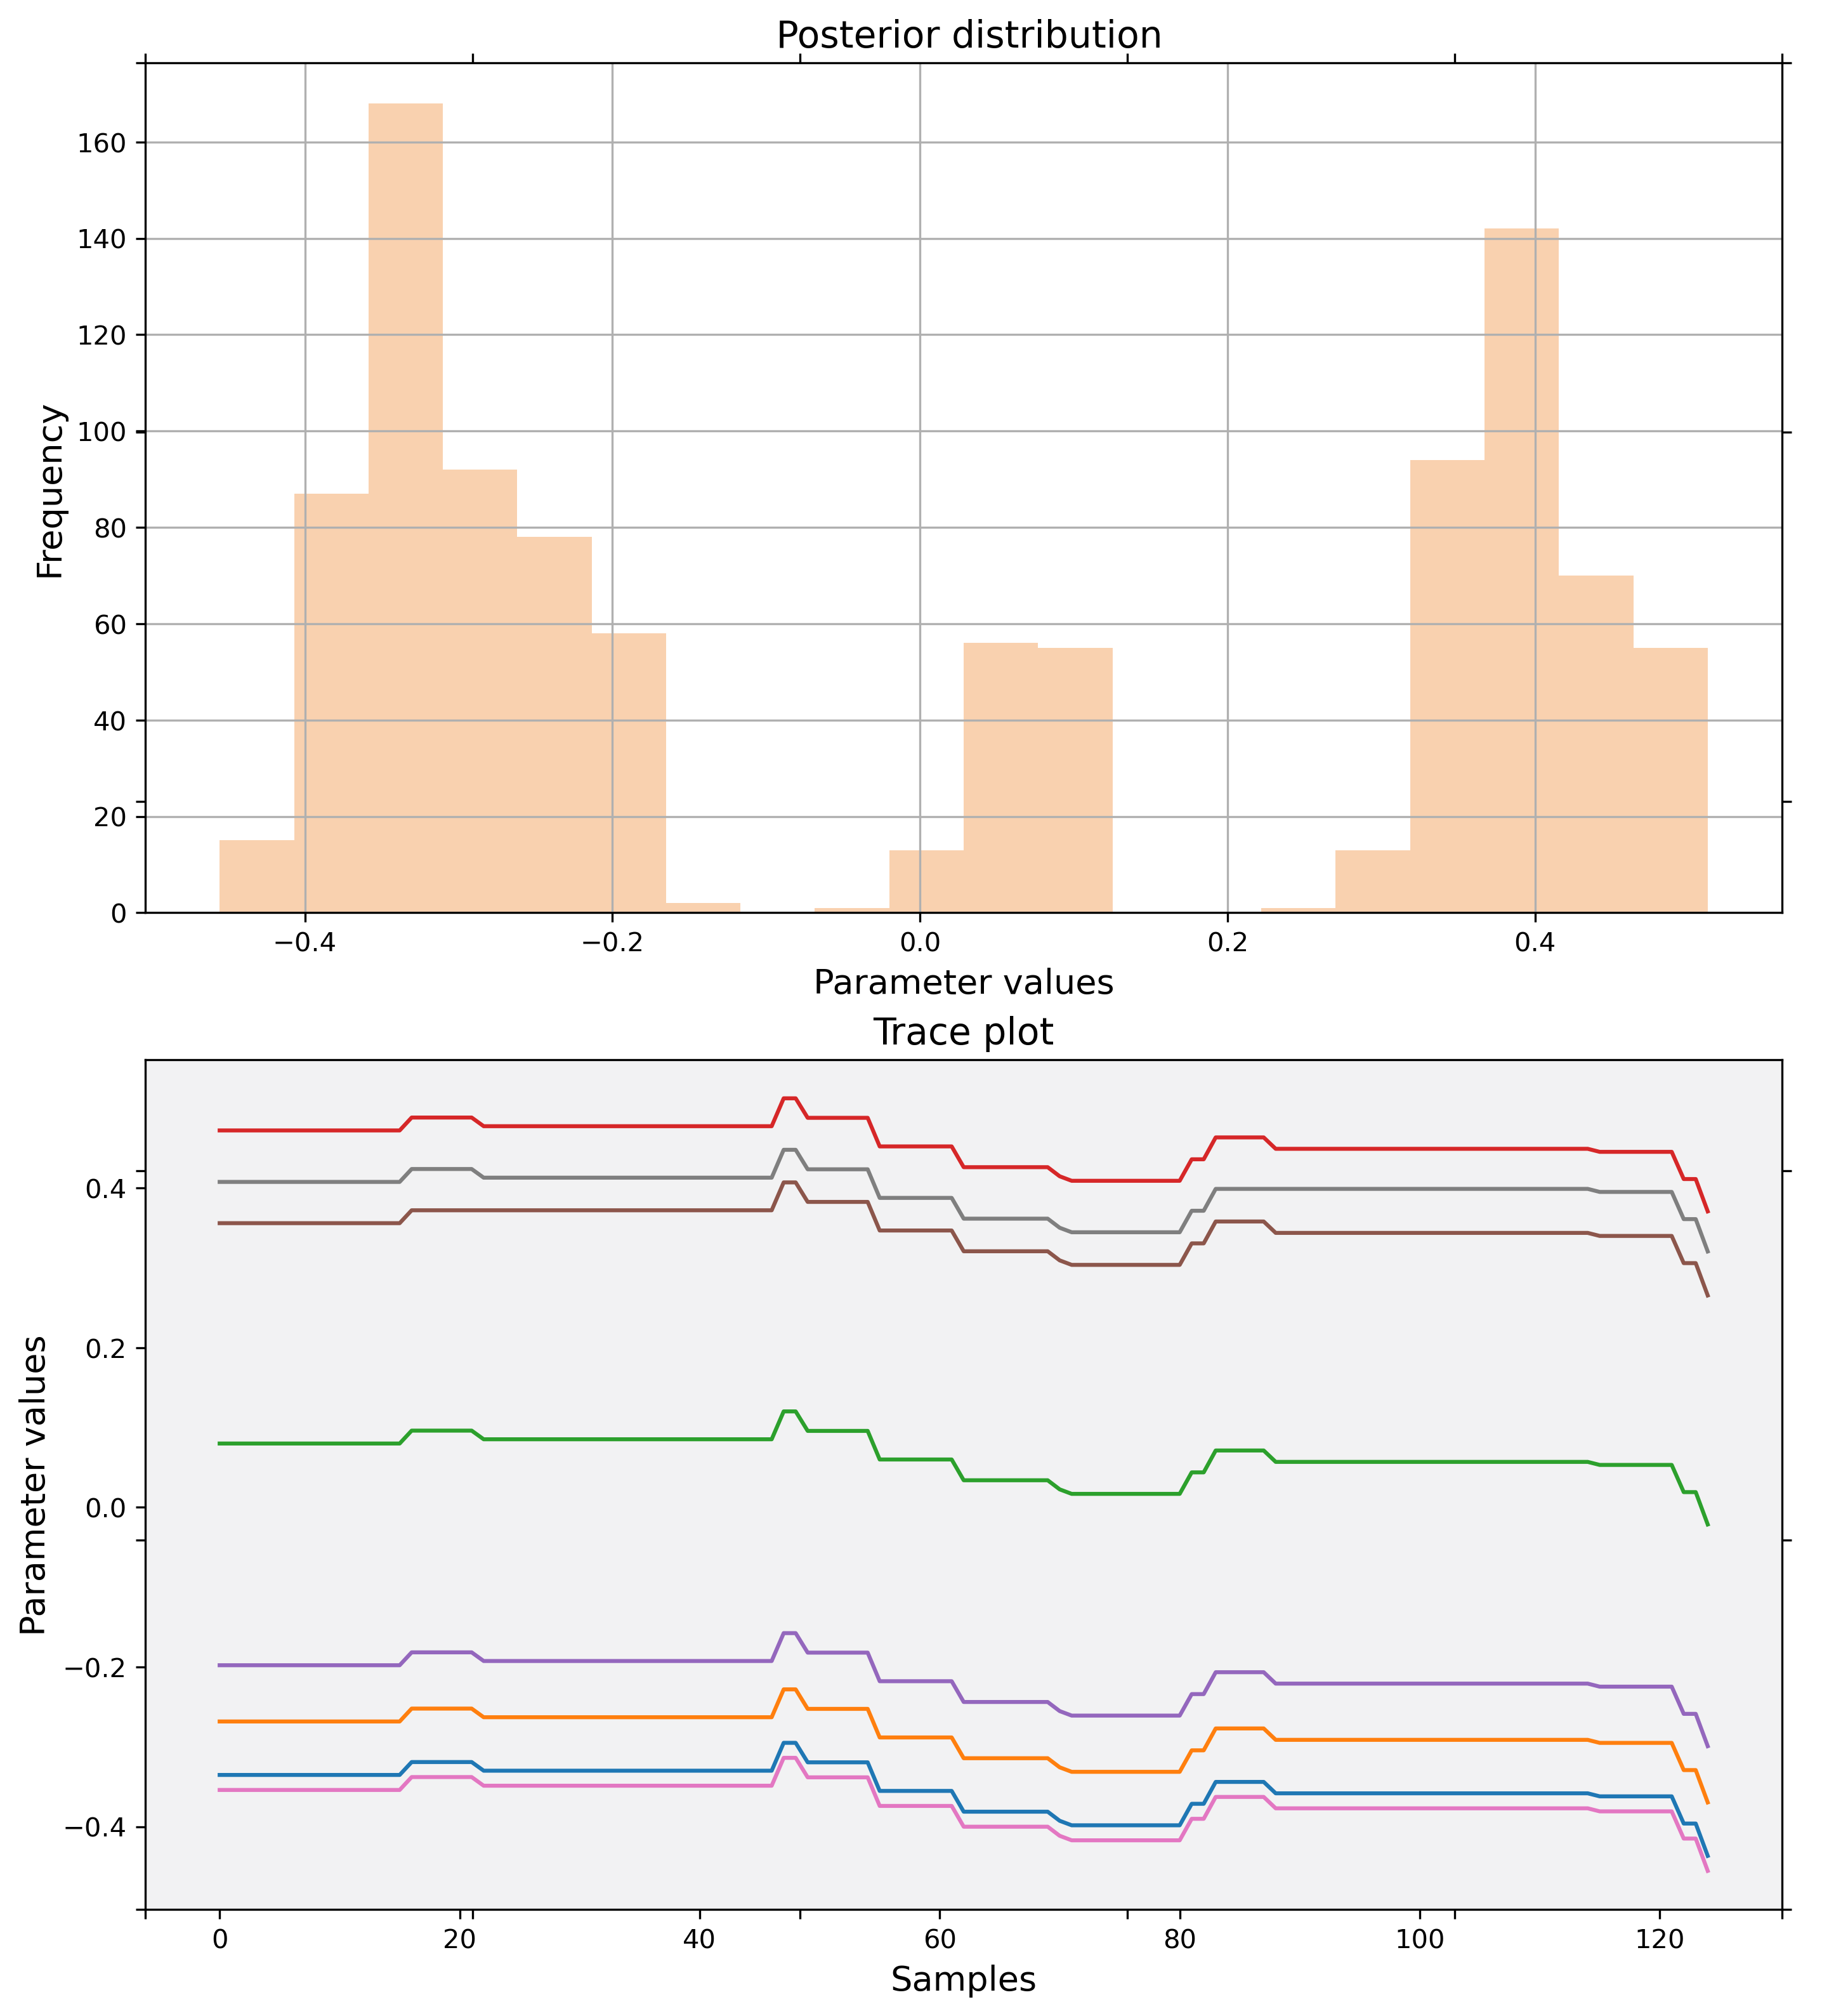 Posterior distribution
160
140
120
100
80
60
40
20
0
Frequency
−0.4 −0.2 0.0 0.2 0.4
Parameter values
Trace plot
0.4
0.2
0.0
−0.2
−0.4
Parameter values
0 20 40 60 80 100 120
Samples